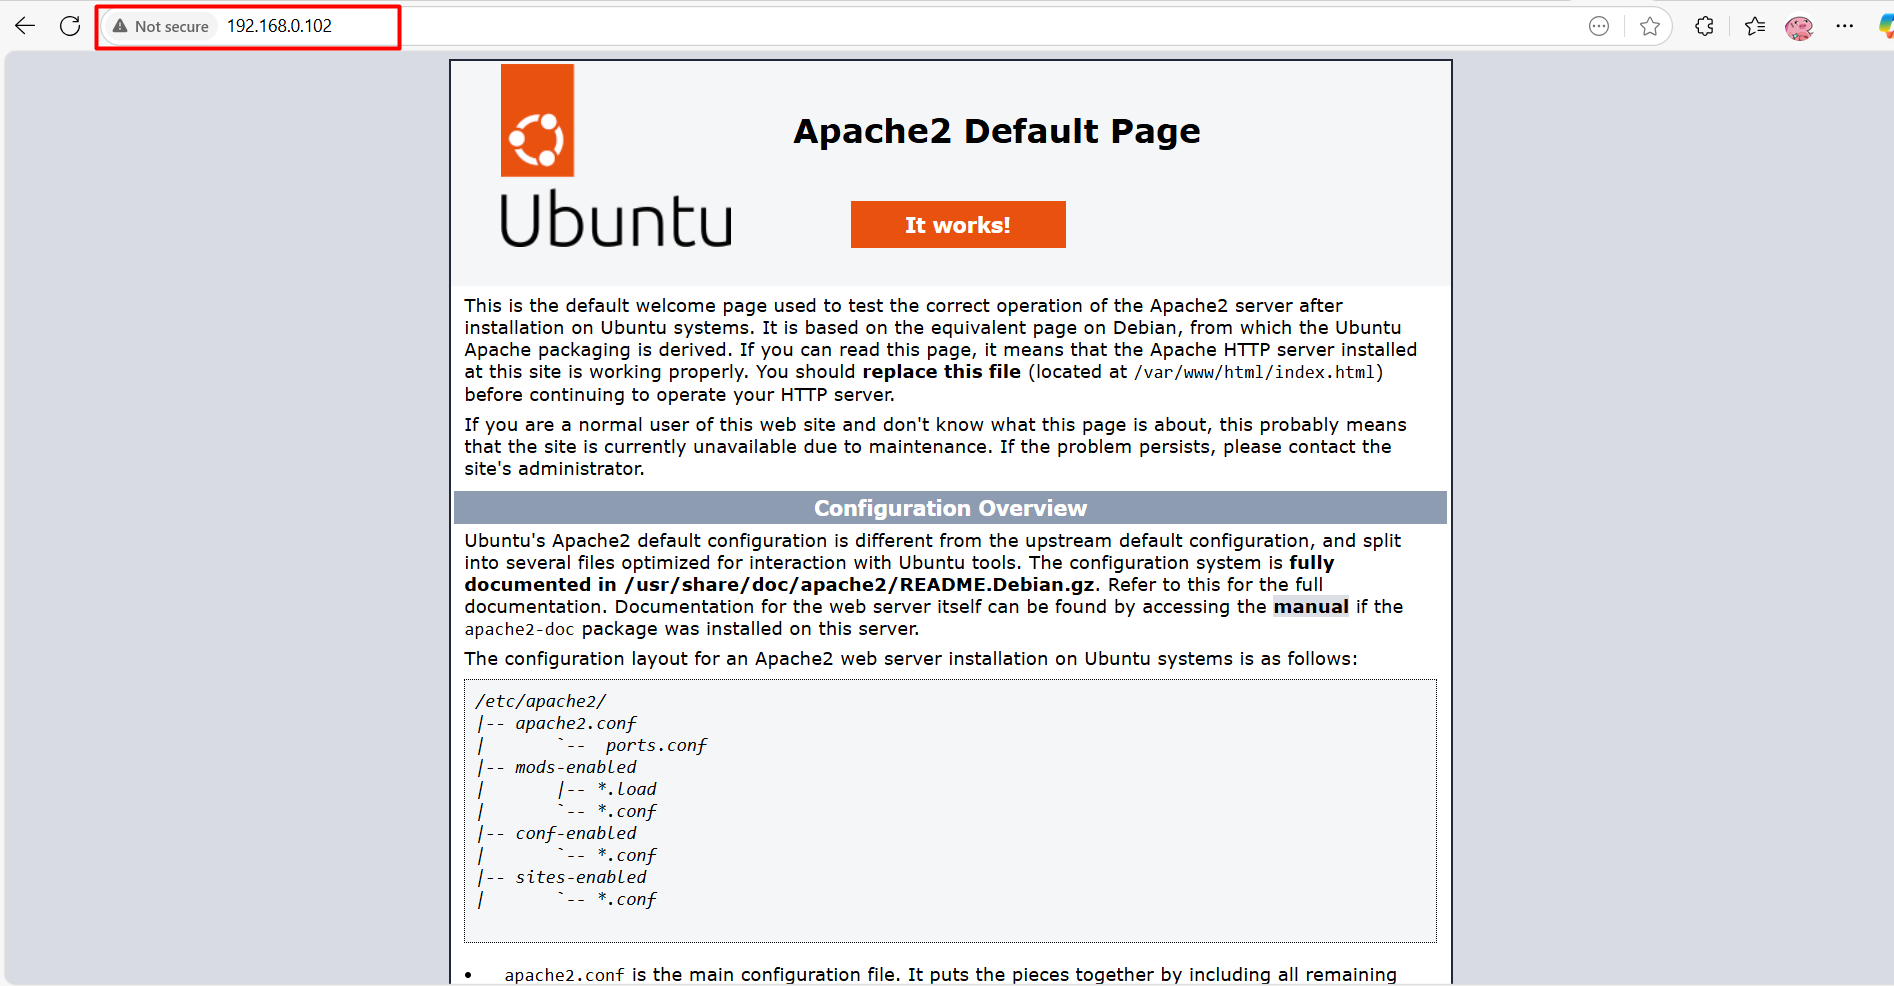 Not secure 192.168.0.102
Apache2 Default Page
Ubuntu
It works!
This is the default welcome page used to test the correct operation of the Apache2 server after
installation on Ubuntu systems. It is based on the equivalent page on Debian, from which the Ubuntu
Apache packaging is derived. If you can read this page, it means that the Apache HTTP server installed
at this site is working properly. You should replace this file (located at /var/www/html/index.html)
before continuing to operate your HTTP server.
If you are a normal user of this web site and don't know what this page is about, this probably means
that the site is currently unavailable due to maintenance. If the problem persists, please contact the
site's administrator.
Configuration Overview
Ubuntu's Apache2 default configuration is different from the upstream default configuration, and split
into several files optimized for interaction with Ubuntu tools. The configuration system is fully
documented in /usr/share/doc/apache2/README.Debian.gz. Refer to this for the full
documentation. Documentation for the web server itself can be found by accessing the manual if the
apache2-doc package was installed on this server.
The configuration layout for an Apache2 web server installation on Ubuntu systems is as follows:
/etc/apache2/
|-- apache2.conf
|       `--  ports.conf
|-- mods-enabled
|       |-- *.load
|       `-- *.conf
|-- conf-enabled
|       `-- *.conf
|-- sites-enabled
|       `-- *.conf
• apache2.conf is the main configuration file. It puts the pieces together by including all remaining